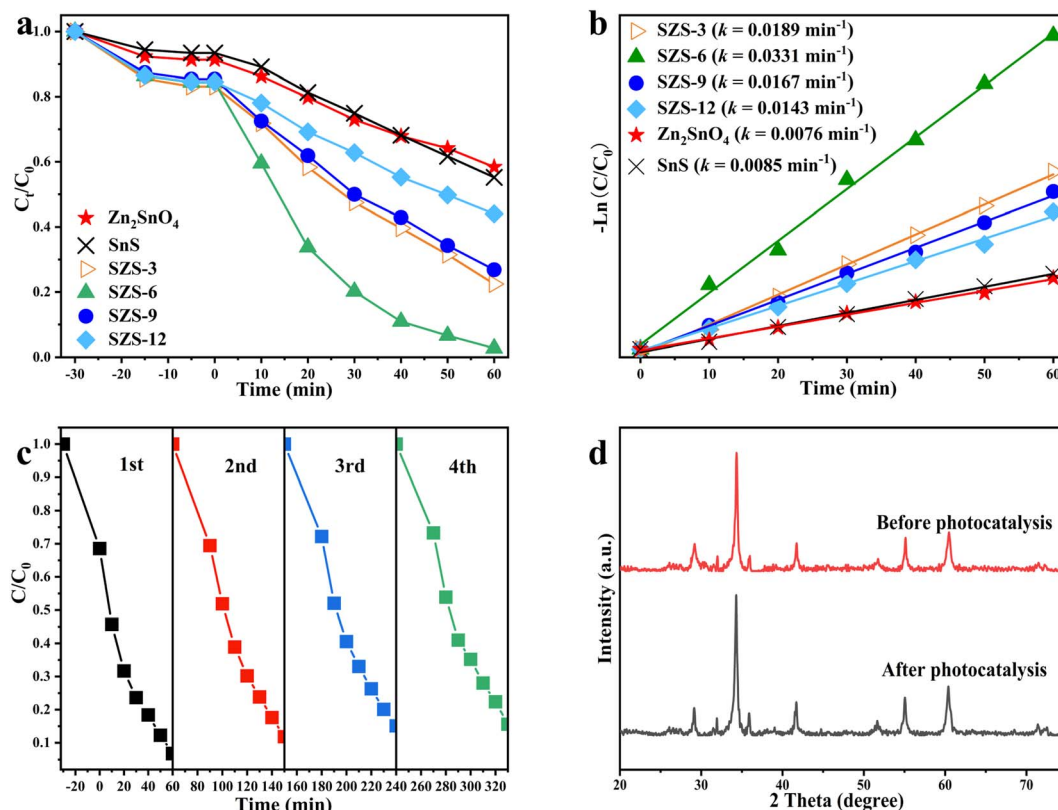 a
1.0
0.8
0.6
0.4
0.2
0.0
Cₜ/C₀
Zn₂SnO₄
SnS
SZS-3
SZS-6
SZS-9
SZS-12
-30 -20 -10 0 10 20 30 40 50 60
Time (min)
b
SZS-3 (k = 0.0189 min⁻¹)
SZS-6 (k = 0.0331 min⁻¹)
SZS-9 (k = 0.0167 min⁻¹)
SZS-12 (k = 0.0143 min⁻¹)
Zn₂SnO₄ (k = 0.0076 min⁻¹)
SnS (k = 0.0085 min⁻¹)
-Ln (C/C₀)
0 10 20 30 40 50 60
Time (min)
c
1st 2nd 3rd 4th
1.0
0.9
0.8
0.7
0.6
0.5
0.4
0.3
0.2
0.1
C/C₀
-20 0 20 40 60 80 100 120 140 160 180 200 220 240 260 280 300 320
Time (min)
d
Before photocatalysis
After photocatalysis
Intensity (a.u.)
20 30 40 50 60 70
2 Theta (degree)